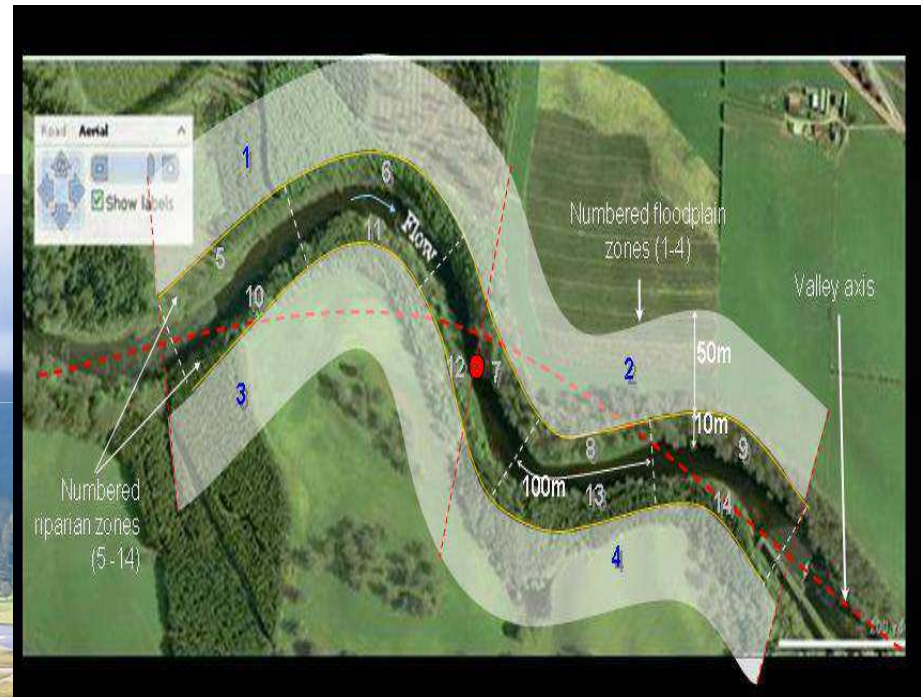 Road Aerial
Show labels
1
6
5
11
Flow
10
Numbered floodplain
zones (1-4)
Valley axis
12
7
2
50m
3
10m
8
9
100m
13
14
Numbered
riparian zones
(5-14)
4